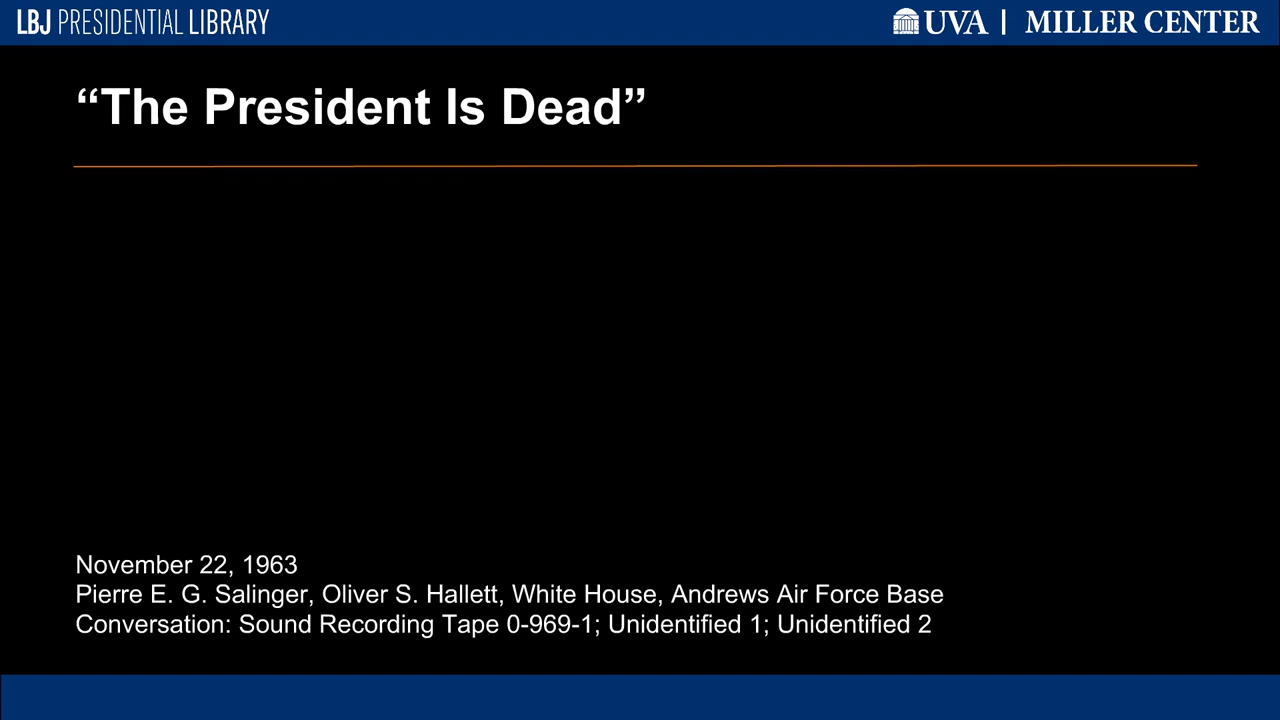 LBJ PRESIDENTIAL LIBRARY
UVA | MILLER CENTER
“The President Is Dead”
November 22, 1963
Pierre E. G. Salinger, Oliver S. Hallett, White House, Andrews Air Force Base
Conversation: Sound Recording Tape 0-969-1; Unidentified 1; Unidentified 2